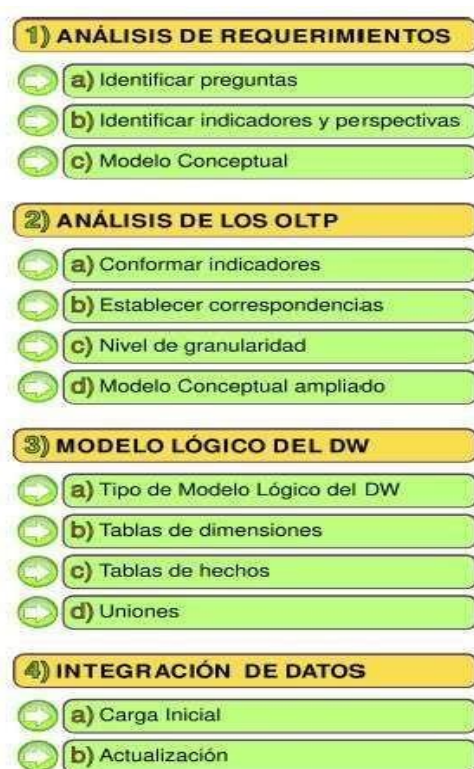 1) ANÁLISIS DE REQUERIMIENTOS
a) Identificar preguntas
b) Identificar indicadores y perspectivas
c) Modelo Conceptual
2) ANÁLISIS DE LOS OLTP
a) Conformar indicadores
b) Establecer correspondencias
c) Nivel de granularidad
d) Modelo Conceptual ampliado
3) MODELO LÓGICO DEL DW
a) Tipo de Modelo Lógico del DW
b) Tablas de dimensiones
c) Tablas de hechos
d) Uniones
4) INTEGRACIÓN DE DATOS
a) Carga Inicial
b) Actualización